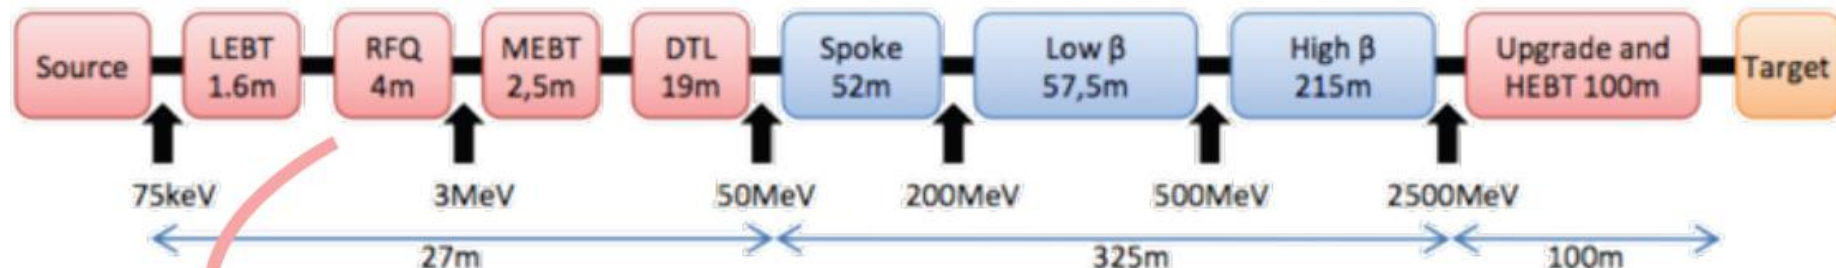 Source
LEBT
1.6m
RFQ
4m
MEBT
2,5m
DTL
19m
Spoke
52m
Low β
57,5m
High β
215m
Upgrade and
HEBT 100m
Target
75keV
3MeV
50MeV
200MeV
500MeV
2500MeV
27m
325m
100m